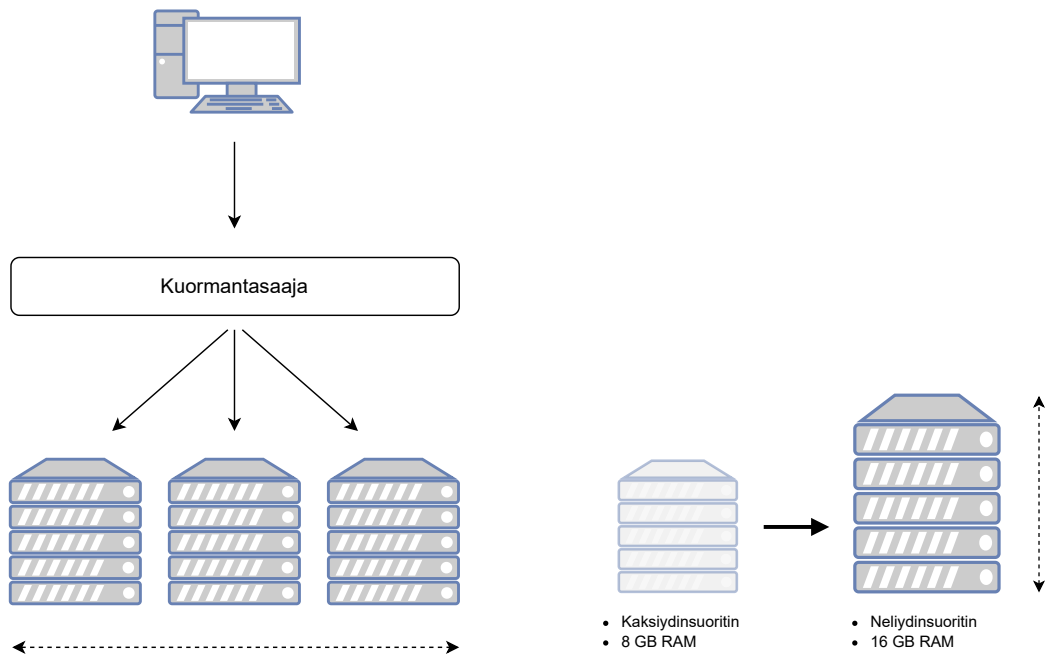 Kuormantasaaja
• Kaksiydinsuoritin
• 8 GB RAM
• Neliydinsuoritin
• 16 GB RAM